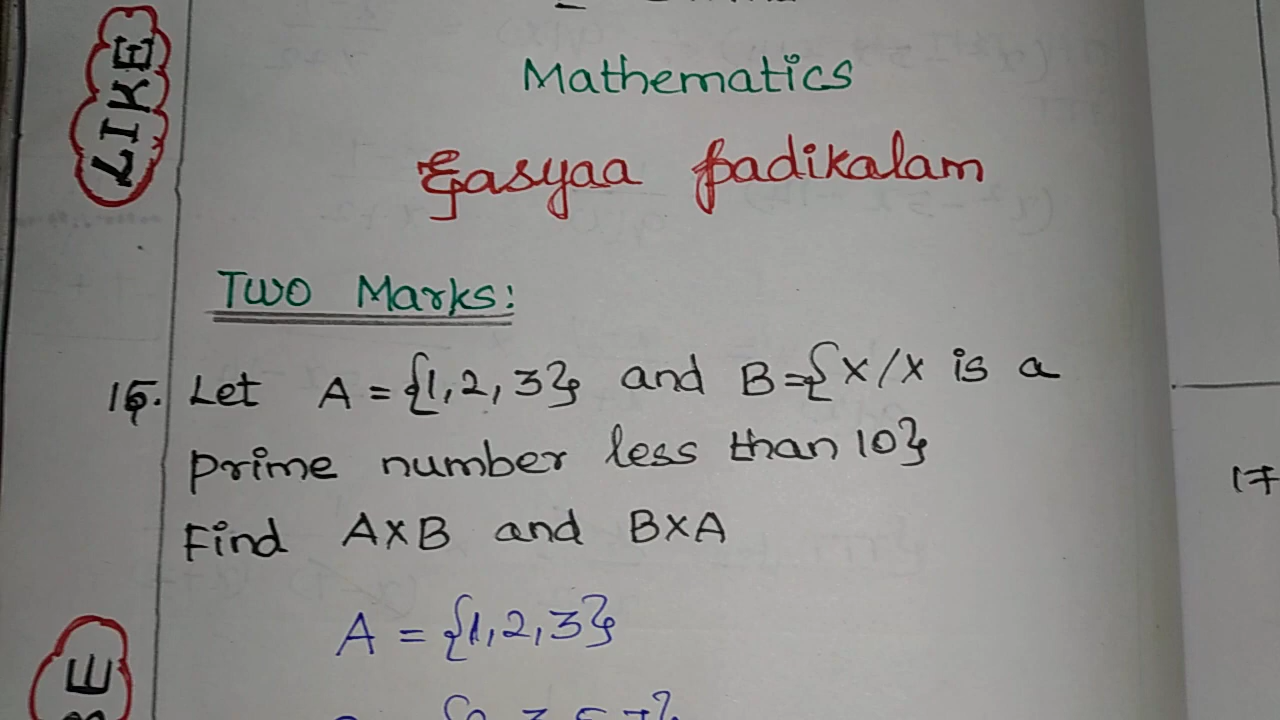 LIKE
Mathematics
Easyaa padikalam
Two Marks:
15. Let A = {1, 2, 3} and B = {x/x is a
prime number less than 10}
Find A×B and B×A
A = {1, 2, 3}
17